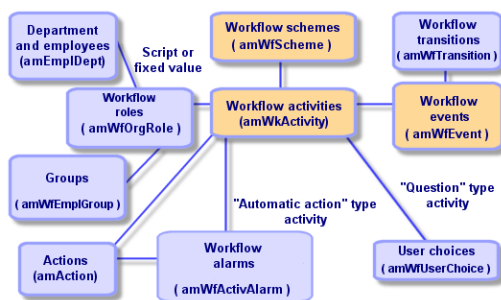 Department
and employees
(amEmplDept)
Script or
fixed value
Workflow schemes
( amWfScheme )
Workflow
transitions
( amWfTransition )
Workflow
roles
( amWfOrgRole )
Workflow activities
(amWkActivity)
Workflow
events
( amWfEvent )
Groups
( amWfEmplGroup )
"Automatic action" type
activity
"Question" type
activity
Actions
(amAction)
Workflow
alarms
( amWfActivAlarm )
User choices
( amWfUserChoice )